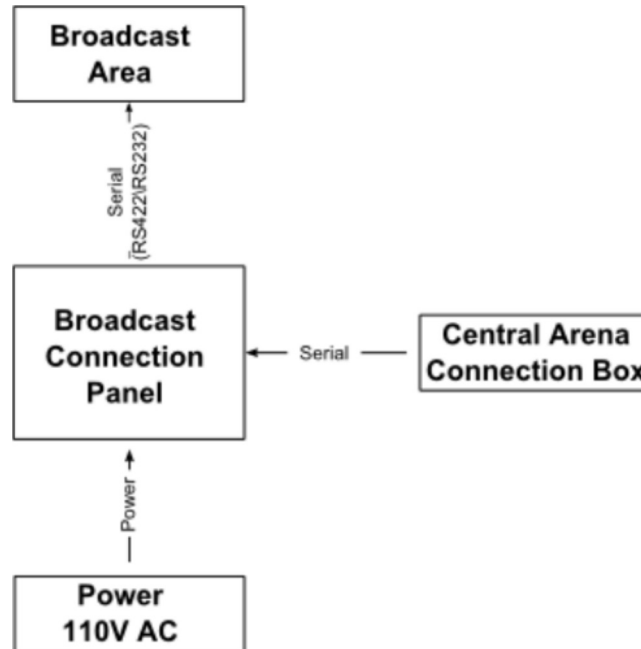 Broadcast
Area
Serial
(RS422\RS232)
Broadcast
Connection
Panel
Serial
Central Arena
Connection Box
Power
Power
110V AC